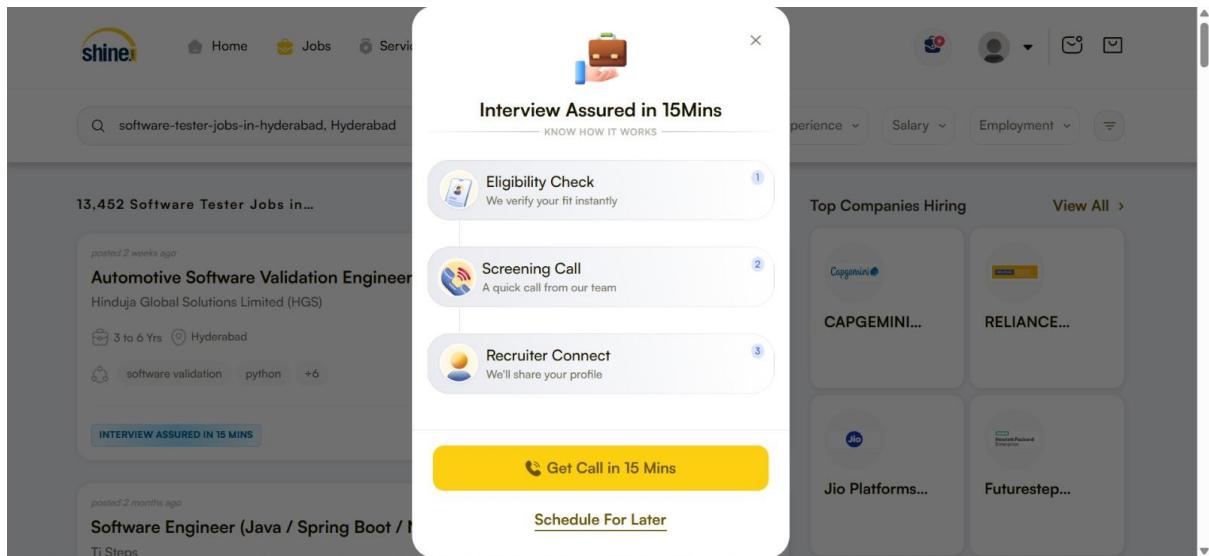 shine
Home
Jobs
Servi
software-tester-jobs-in-hyderabad, Hyderabad
perience
Salary
Employment
13,452 Software Tester Jobs in...
posted 2 weeks ago
Automotive Software Validation Engineer
Hinduja Global Solutions Limited (HGS)
3 to 6 Yrs
Hyderabad
software validation
python
+6
INTERVIEW ASSURED IN 15 MINS
posted 2 months ago
Software Engineer (Java / Spring Boot /
Ti Steps
Interview Assured in 15Mins
KNOW HOW IT WORKS
Eligibility Check
1
We verify your fit instantly
Screening Call
2
A quick call from our team
Recruiter Connect
3
We'll share your profile
Get Call in 15 Mins
Schedule For Later
Top Companies Hiring
View All
Capgemini
CAPGEMINI...
RELIANCE...
Jio
Hewlett Packard
Enterprise
Jio Platforms...
Futurestep...